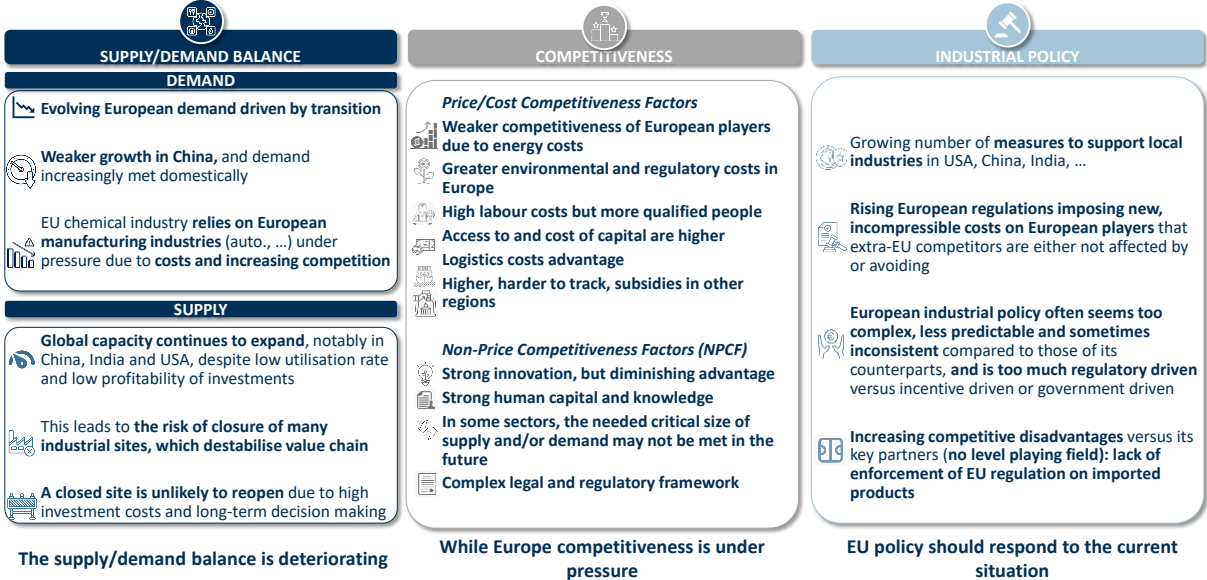 SUPPLY/DEMAND BALANCE
DEMAND
Evolving European demand driven by transition
Weaker growth in China, and demand
increasingly met domestically
EU chemical industry relies on European
manufacturing industries (auto., ...) under
pressure due to costs and increasing competition
SUPPLY
Global capacity continues to expand, notably in
China, India and USA, despite low utilisation rate
and low profitability of investments
This leads to the risk of closure of many
industrial sites, which destabilise value chain
A closed site is unlikely to reopen due to high
investment costs and long-term decision making
The supply/demand balance is deteriorating
COMPETITIVENESS
Price/Cost Competitiveness Factors
Weaker competitiveness of European players
due to energy costs
Greater environmental and regulatory costs in
Europe
High labour costs but more qualified people
Access to and cost of capital are higher
Logistics costs advantage
Higher, harder to track, subsidies in other
regions
Non-Price Competitiveness Factors (NPCF)
Strong innovation, but diminishing advantage
Strong human capital and knowledge
In some sectors, the needed critical size of
supply and/or demand may not be met in the
future
Complex legal and regulatory framework
While Europe competitiveness is under
pressure
INDUSTRIAL POLICY
Growing number of measures to support local
industries in USA, China, India, ...
Rising European regulations imposing new,
incompressible costs on European players that
extra-EU competitors are either not affected by
or avoiding
European industrial policy often seems too
complex, less predictable and sometimes
inconsistent compared to those of its
counterparts, and is too much regulatory driven
versus incentive driven or government driven
Increasing competitive disadvantages versus its
key partners (no level playing field): lack of
enforcement of EU regulation on imported
products
EU policy should respond to the current
situation